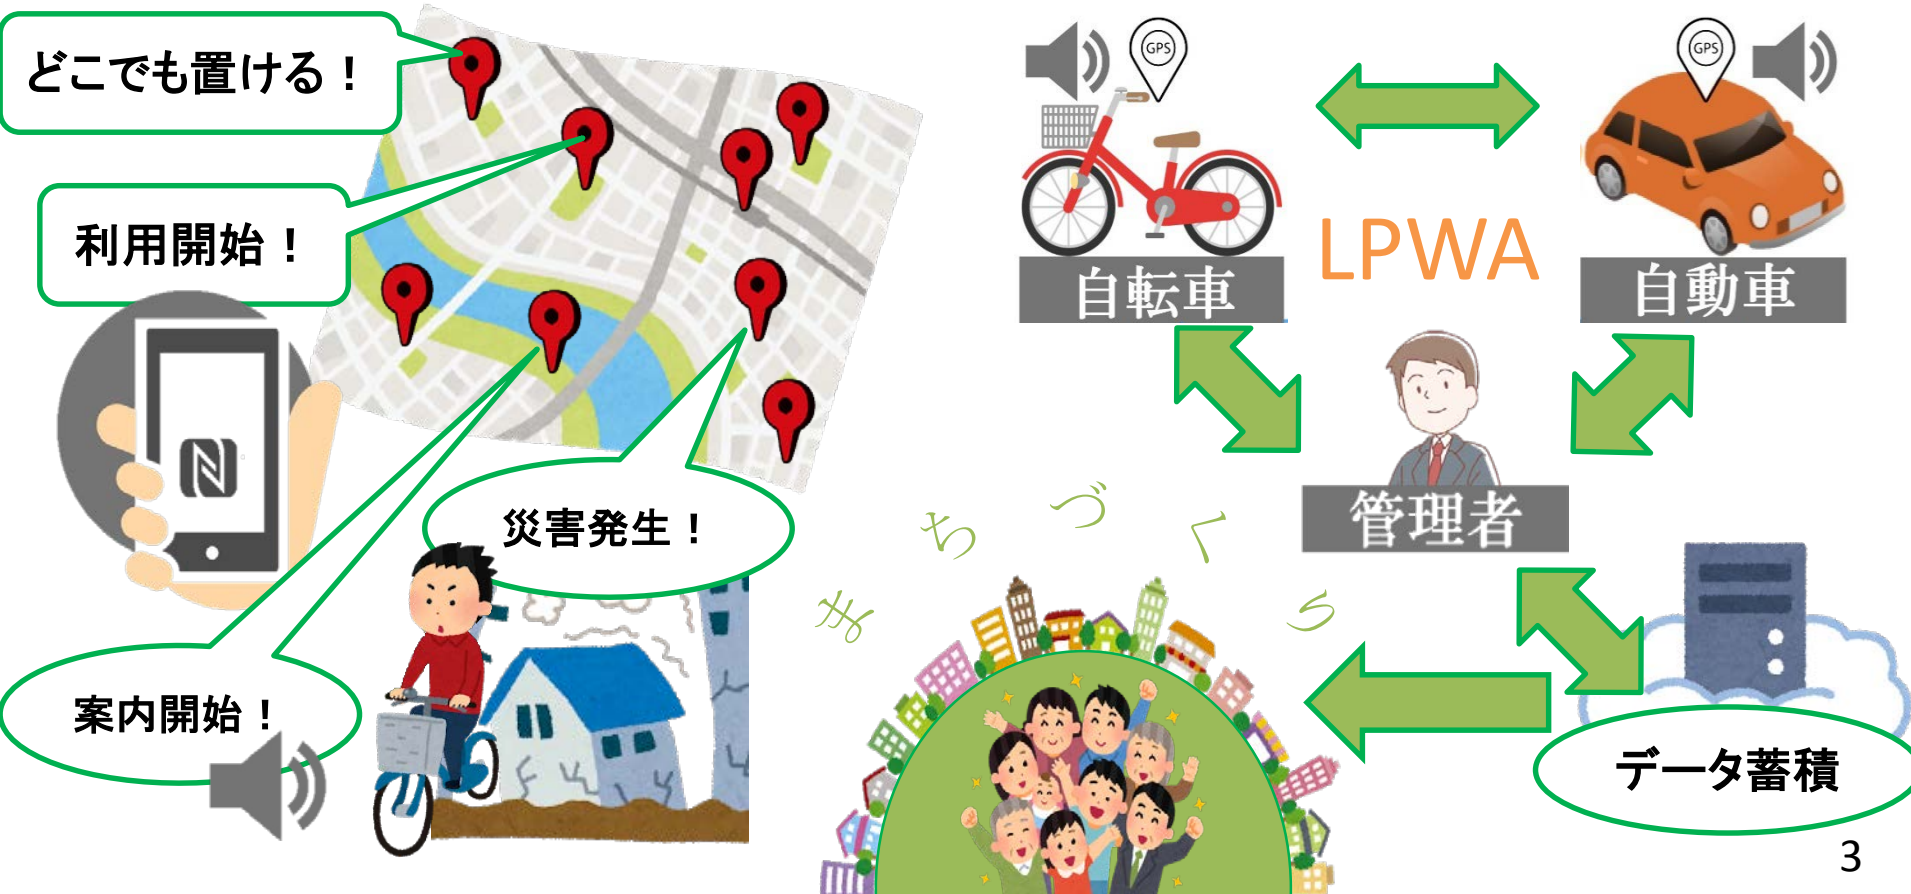 どこでも置ける！
利用開始！
災害発生！
案内開始！
GPS
GPS
自転車
LPWA
自動車
管理者
まちづくり
データ蓄積
3